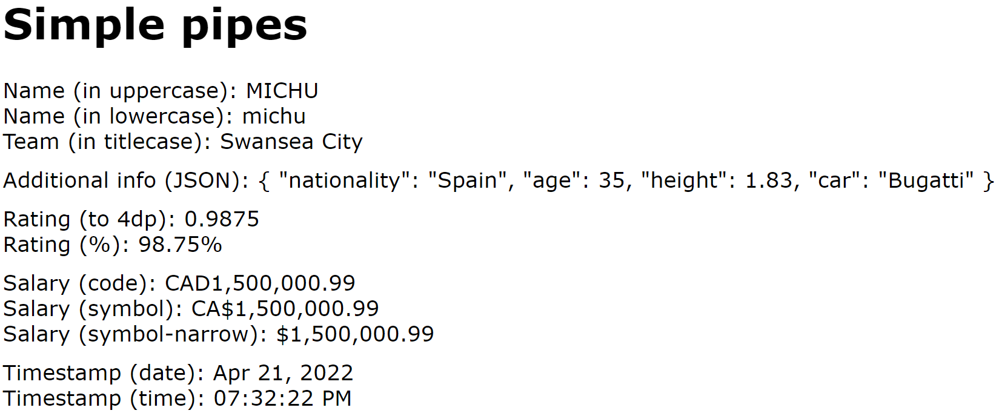 Simple pipes
Name (in uppercase): MICHU
Name (in lowercase): michu
Team (in titlecase): Swansea City
Additional info (JSON): { "nationality": "Spain", "age": 35, "height": 1.83, "car": "Bugatti" }
Rating (to 4dp): 0.9875
Rating (%): 98.75%
Salary (code): CAD1,500,000.99
Salary (symbol): CA$1,500,000.99
Salary (symbol-narrow): $1,500,000.99
Timestamp (date): Apr 21, 2022
Timestamp (time): 07:32:22 PM